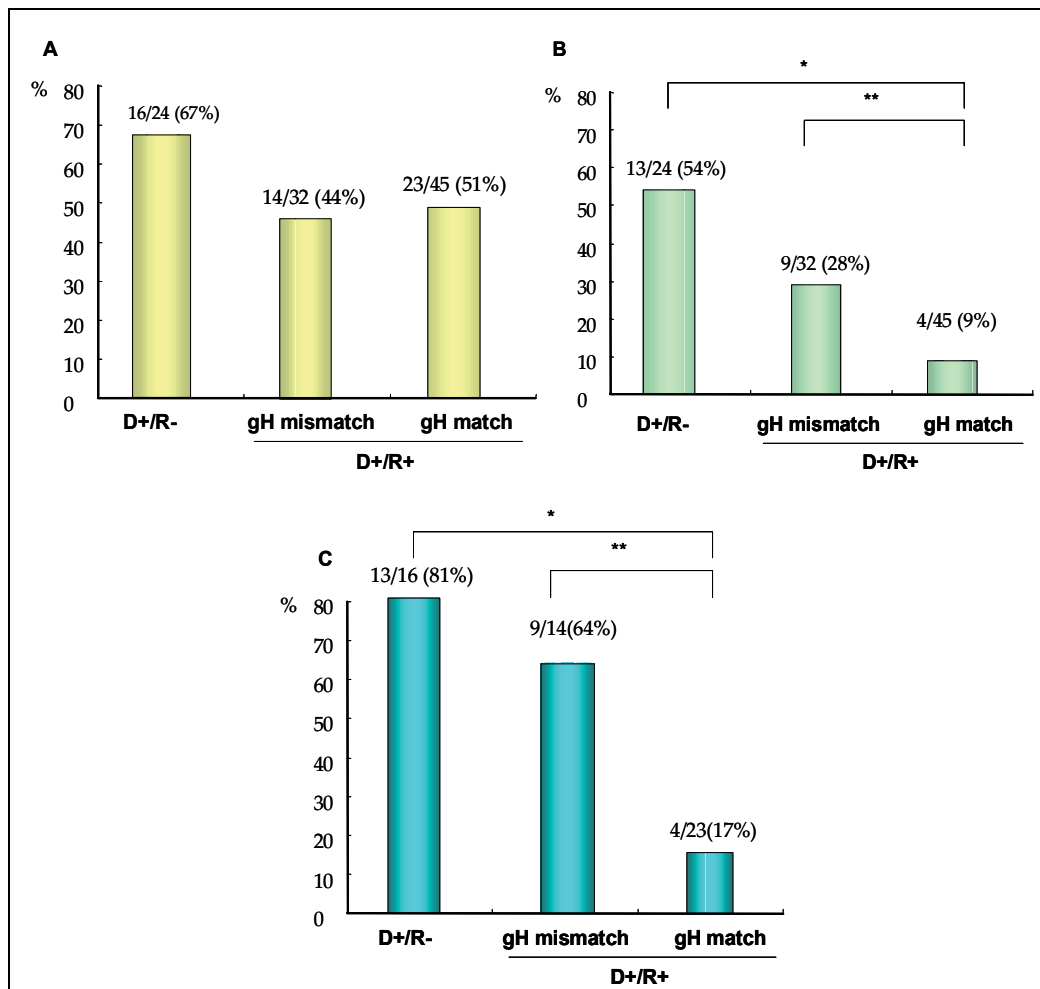 A
%
80
70
60
50
40
30
20
10
0
16/24 (67%)
14/32 (44%)
23/45 (51%)
D+/R-
gH mismatch
gH match
D+/R+
B
*
**
%
80
70
60
50
40
30
20
10
0
13/24 (54%)
9/32 (28%)
4/45 (9%)
D+/R-
gH mismatch
gH match
D+/R+
C
*
**
%
80
70
60
50
40
30
20
10
0
13/16 (81%)
9/14(64%)
4/23(17%)
D+/R-
gH mismatch
gH match
D+/R+